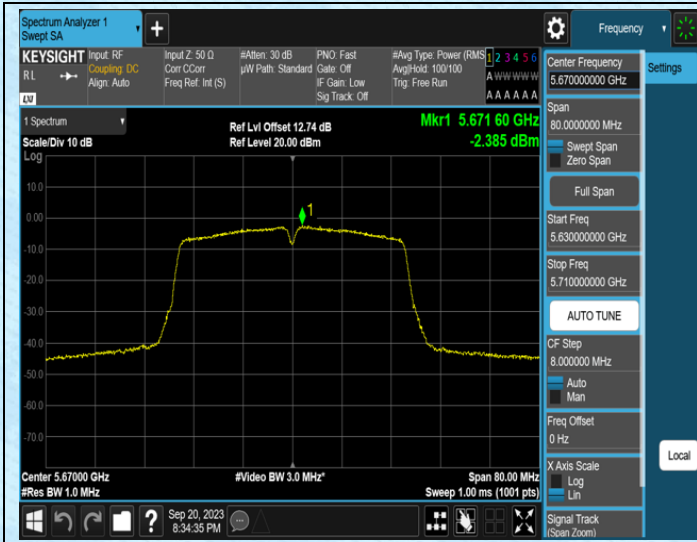 Spectrum Analyzer 1
Swept SA
Frequency
KEYSIGHT
RL
LXI
Input: RF
Coupling: DC
Align: Auto
Input Z: 50 Ω
Corr CCorr
Freq Ref: Int (S)
#Atten: 30 dB
µW Path: Standard
PNO: Fast
Gate: Off
IF Gain: Low
Sig Track: Off
#Avg Type: Power (RMS
Avg|Hold: 100/100
Trig: Free Run
1 2 3 4 5 6
A W W W W W
A A A A A A
1 Spectrum
Scale/Div 10 dB
Log
Ref Lvl Offset 12.74 dB
Ref Level 20.00 dBm
Mkr1 5.671 60 GHz
-2.385 dBm
1
10.0
0.00
-10.0
-20.0
-30.0
-40.0
-50.0
-60.0
-70.0
Center 5.67000 GHz
#Res BW 1.0 MHz
#Video BW 3.0 MHz*
Span 80.00 MHz
Sweep 1.00 ms (1001 pts)
?
Sep 20, 2023
8:34:35 PM
Center Frequency
5.670000000 GHz
Span
80.0000000 MHz
Swept Span
Zero Span
Full Span
Start Freq
5.630000000 GHz
Stop Freq
5.710000000 GHz
AUTO TUNE
CF Step
8.000000 MHz
Auto
Man
Freq Offset
0 Hz
X Axis Scale
Log
Lin
Signal Track
(Span Zoom)
Settings
Local